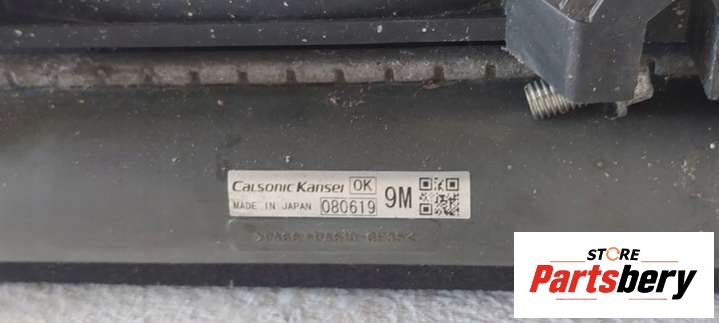 CalsonicKansei OK
MADE IN JAPAN 080619 9M
STORE
Partsbery